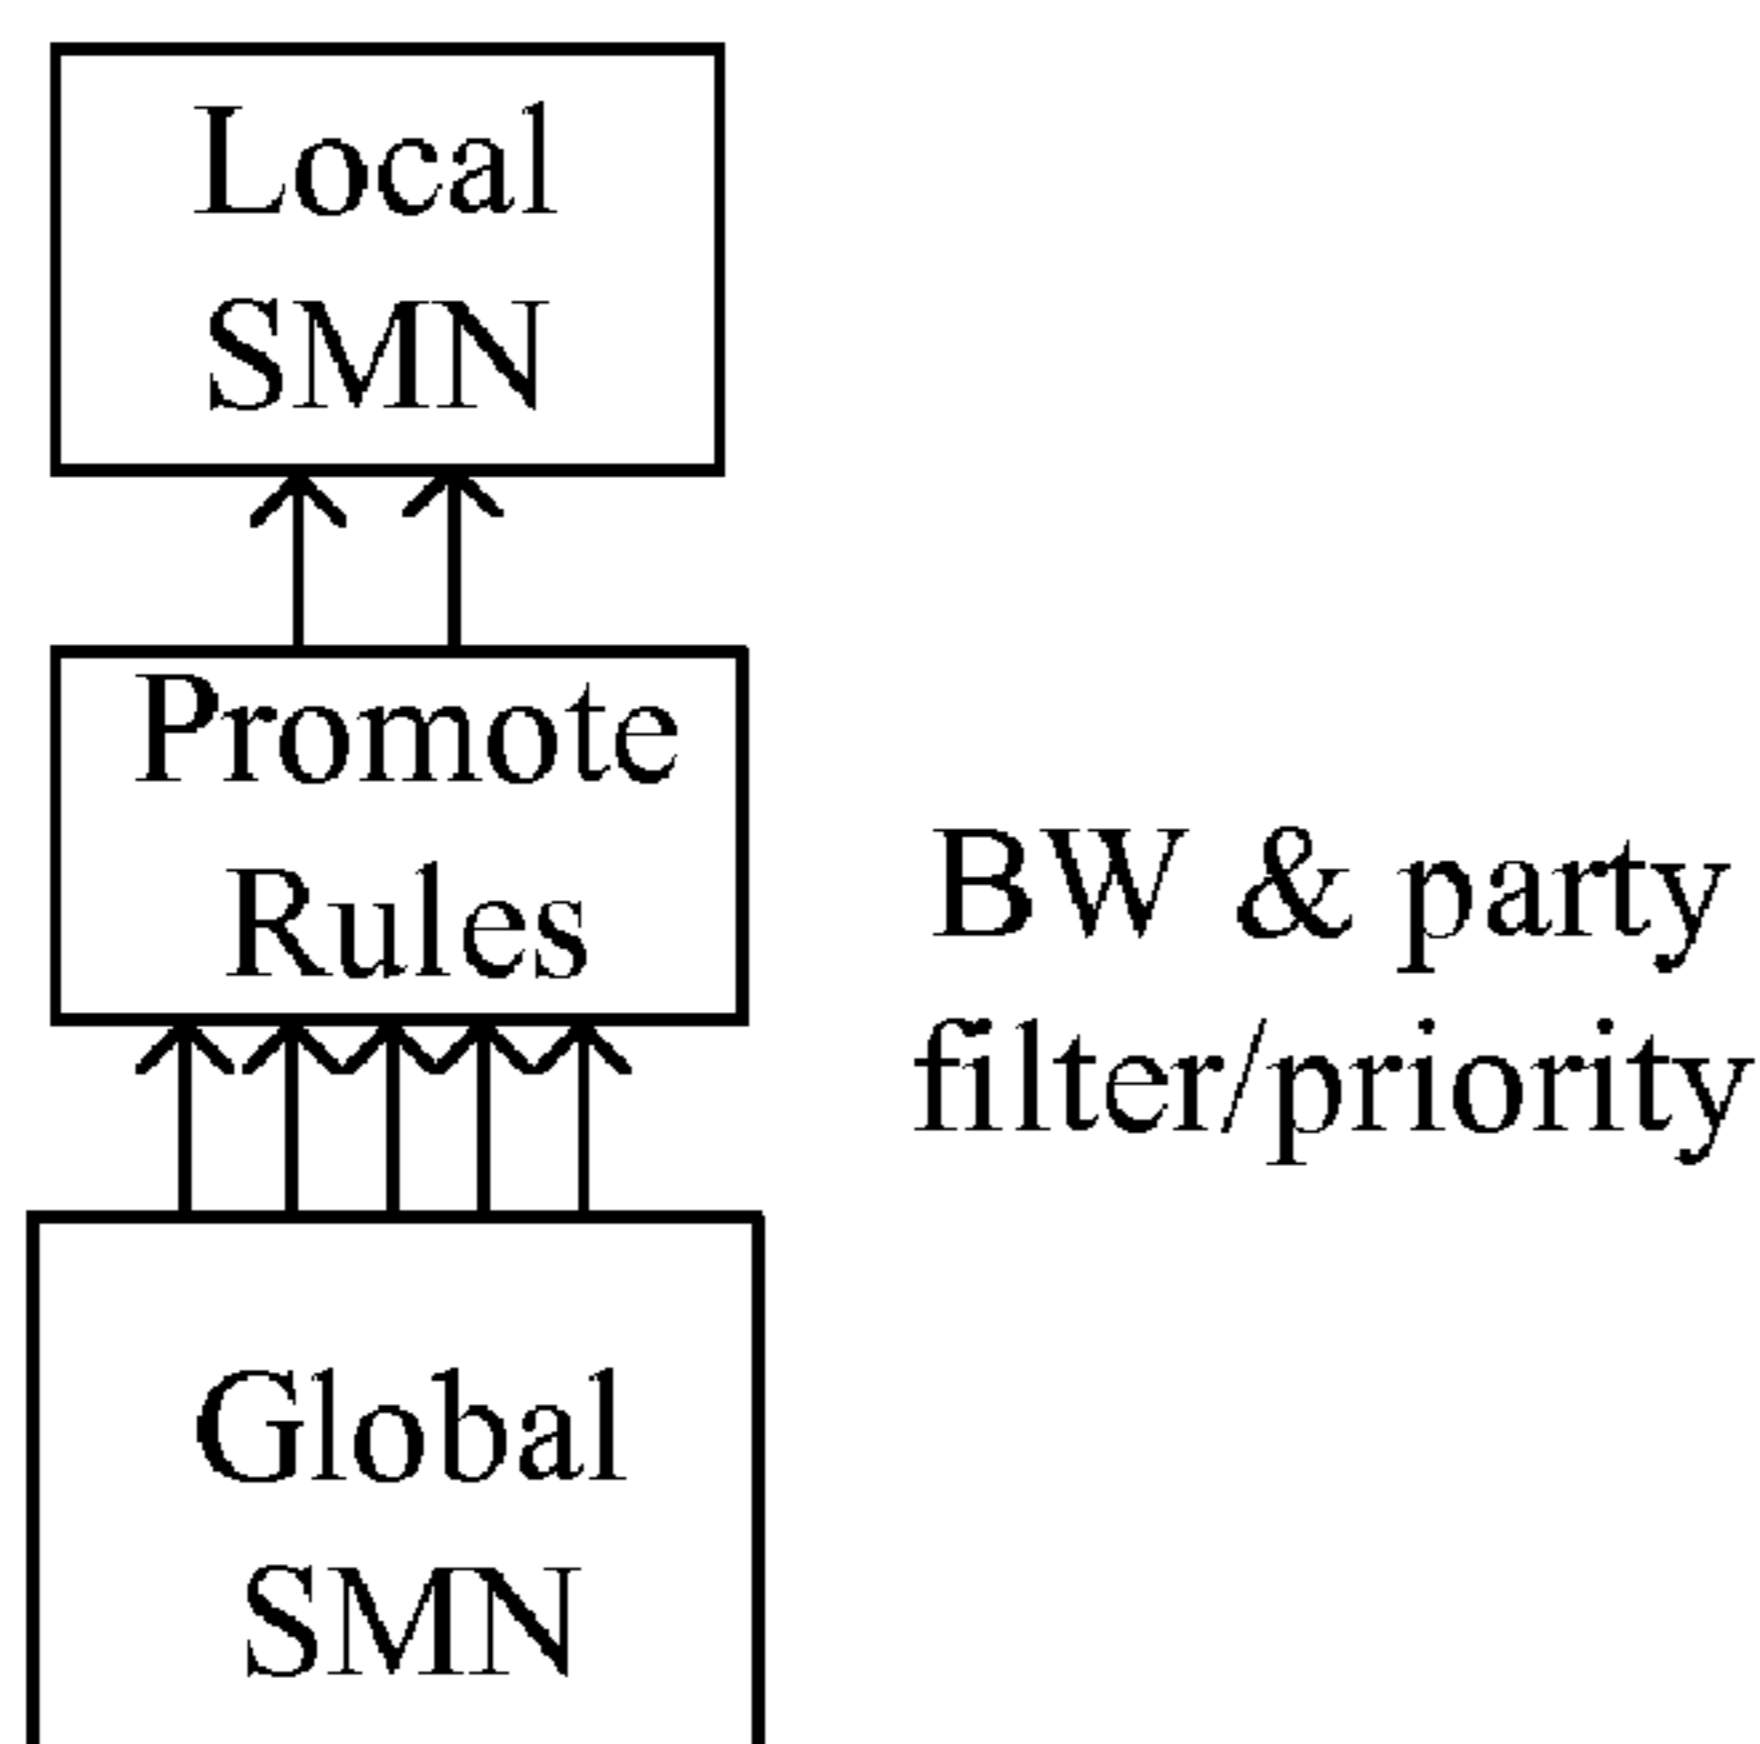 Local
SMN
Promote
Rules
BW & party
filter/priority
Global
SMN